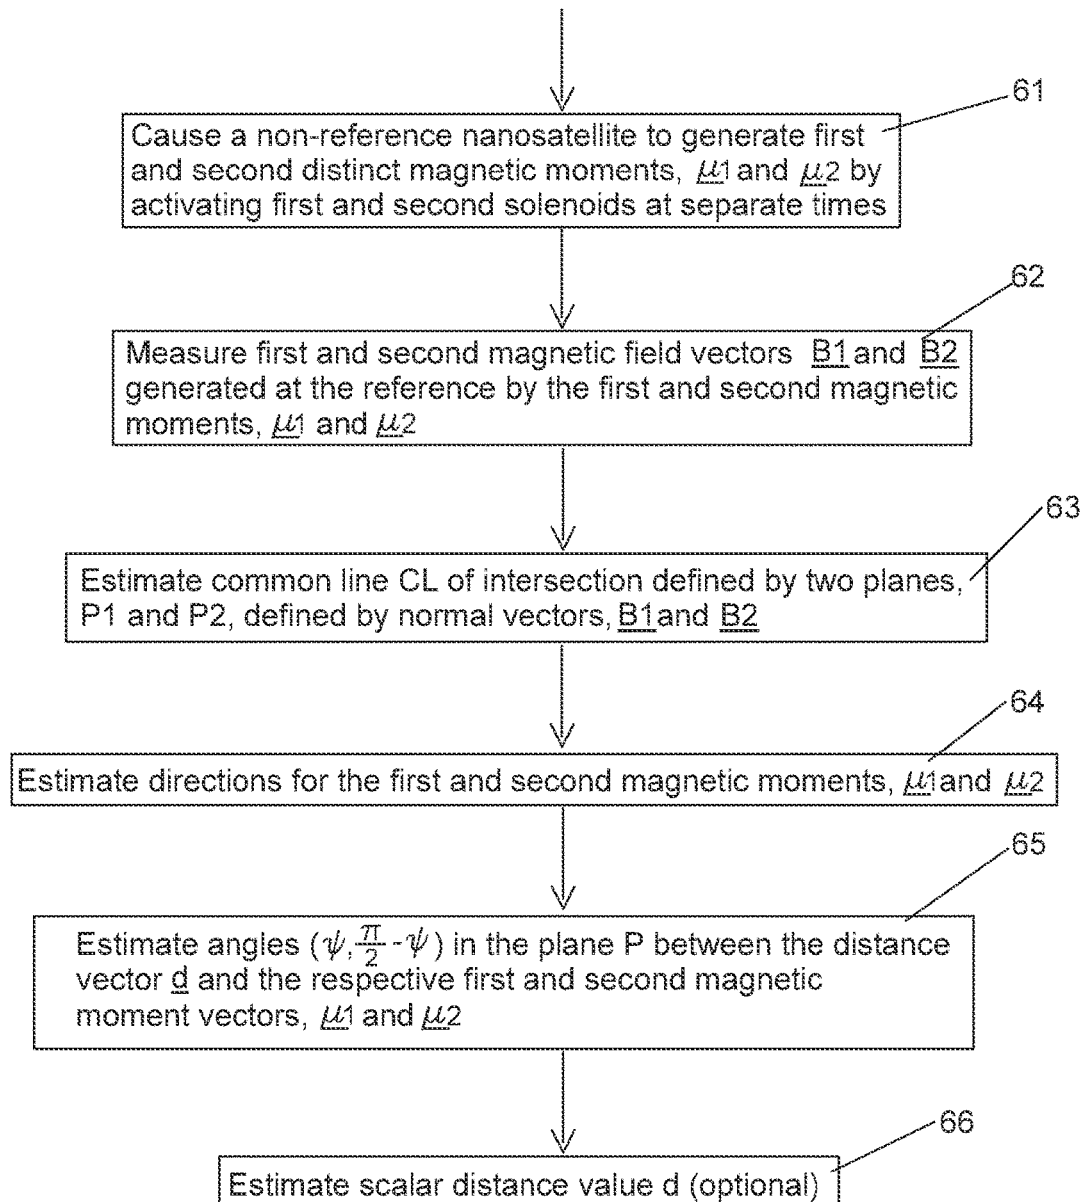 61
Cause a non-reference nanosatellite to generate first
and second distinct magnetic moments, μ1 and μ2 by
activating first and second solenoids at separate times
62
Measure first and second magnetic field vectors B1 and B2
generated at the reference by the first and second magnetic
moments, μ1 and μ2
63
Estimate common line CL of intersection defined by two planes,
P1 and P2, defined by normal vectors, B1 and B2
64
Estimate directions for the first and second magnetic moments, μ1 and μ2
65
Estimate angles (ψ, π/2 -ψ) in the plane P between the distance
vector d and the respective first and second magnetic
moment vectors, μ1 and μ2
66
Estimate scalar distance value d (optional)